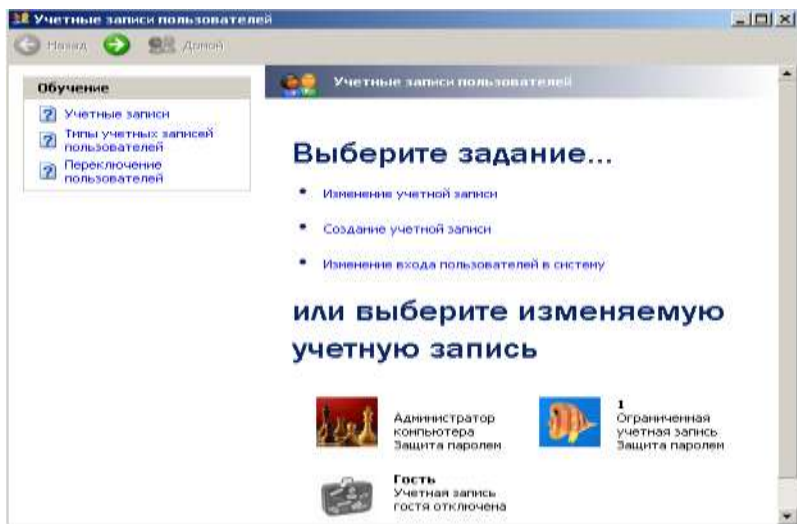 Учетные записи пользователей
Назад
Домой
Обучение
Учетные записи
Типы учетных записей
пользователей
Переключение
пользователей
Учетные записи пользователей
Выберите задание...
Изменение учетной записи
Создание учетной записи
Изменение входа пользователей в систему
или выберите изменяемую
учетную запись
Администратор
компьютера
Защита паролем
1
Ограниченная
учетная запись
Защита паролем
Гость
Учетная запись
гостя отключена